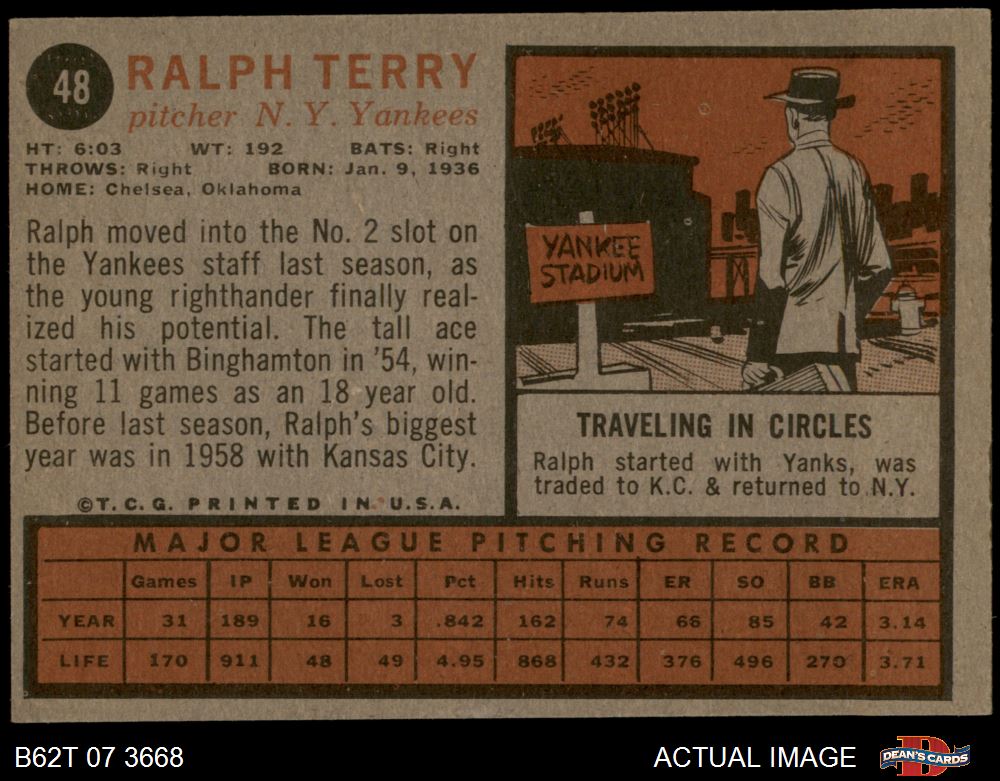 48
RALPH TERRY
pitcher N. Y. Yankees
HT: 6:03 WT: 192 BATS: Right
THROWS: Right BORN: Jan. 9, 1936
HOME: Chelsea, Oklahoma
Ralph moved into the No. 2 slot on
the Yankees staff last season, as
the young righthander finally real-
ized his potential. The tall ace
started with Binghamton in '54, win-
ning 11 games as an 18 year old.
Before last season, Ralph's biggest
year was in 1958 with Kansas City.
©T.C.G. PRINTED IN U.S.A.
YANKEE
STADIUM
TRAVELING IN CIRCLES
Ralph started with Yanks, was
traded to K.C. & returned to N.Y.
MAJOR LEAGUE PITCHING RECORD
Games IP Won Lost Pct Hits Runs ER SO BB ERA
YEAR 31 189 16 3 .842 162 74 66 85 42 3.14
LIFE 170 911 48 49 4.95 868 432 376 496 270 3.71
B62T 07 3668
ACTUAL IMAGE
DEAN'S CARDS